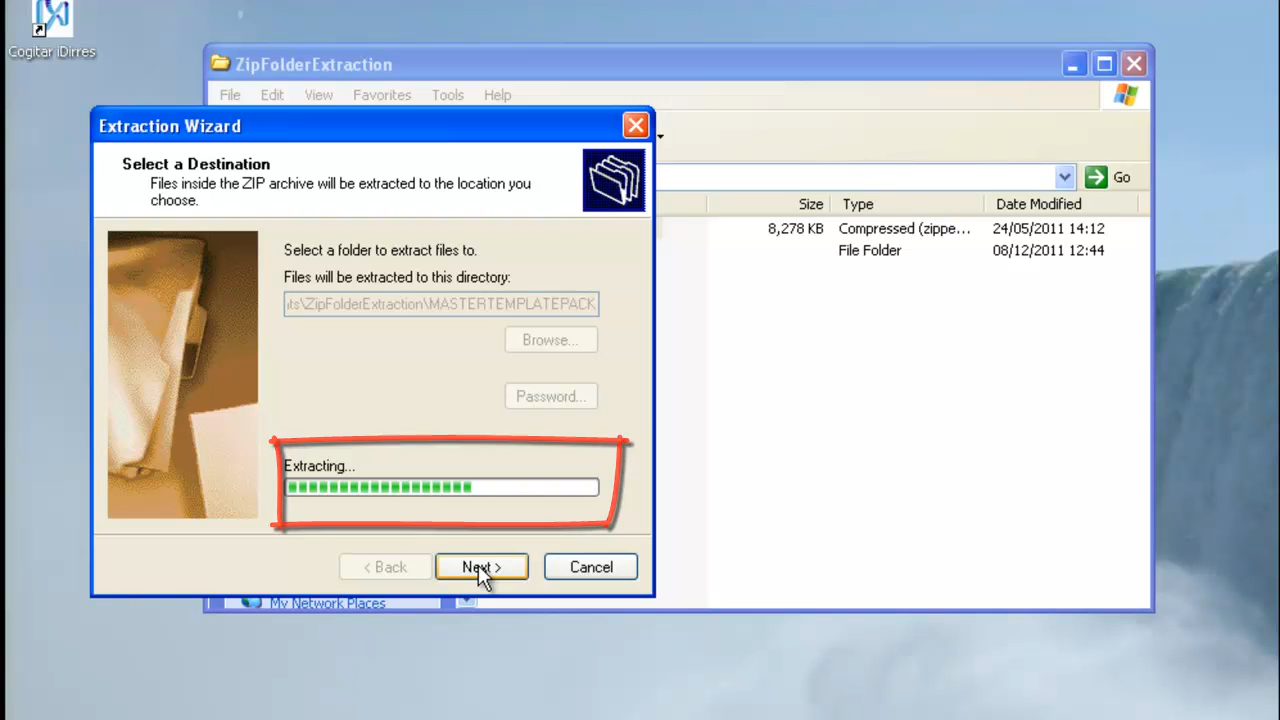 Cogitar iDirres
ZipFolderExtraction
File Edit View Favorites Tools Help
Extraction Wizard
Select a Destination
Files inside the ZIP archive will be extracted to the location you
choose.
Go
Size Type Date Modified
8,278 KB Compressed (zippe... 24/05/2011 14:12
File Folder 08/12/2011 12:44
Select a folder to extract files to.
Files will be extracted to this directory:
ts\ZipFolderExtraction\MASTERTEMPLATEPACK
Browse...
Password...
Extracting...
< Back Next > Cancel
My Network Places